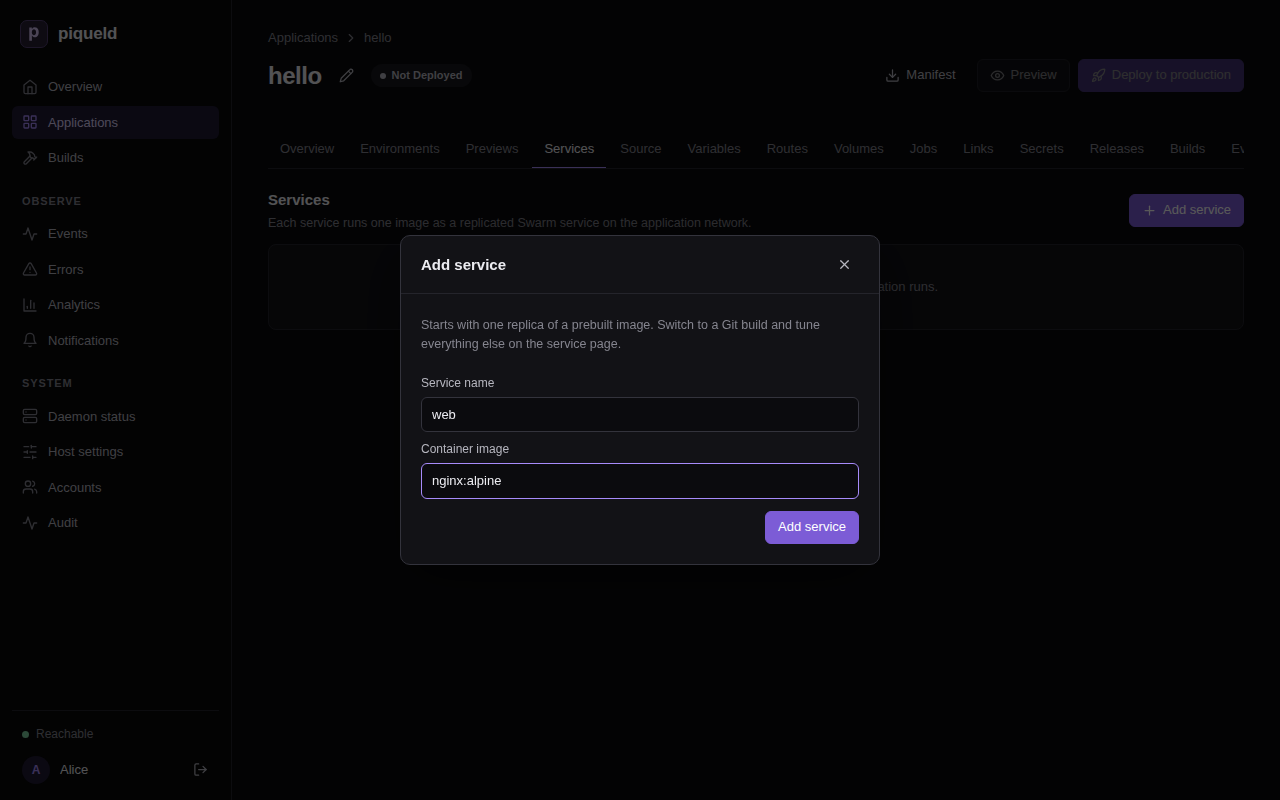 p piqueld
Overview
Applications
Builds
OBSERVE
Events
Errors
Analytics
Notifications
SYSTEM
Daemon status
Host settings
Accounts
Audit
Reachable
A Alice
Applications hello
hello Not Deployed Manifest Preview Deploy to production
Overview Environments Previews Services Source Variables Routes Volumes Jobs Links Secrets Releases Builds Ev
Services
Each service runs one image as a replicated Swarm service on the application network.
Add service
ation runs.
Add service
Starts with one replica of a prebuilt image. Switch to a Git build and tune
everything else on the service page.
Service name
web
Container image
nginx:alpine
Add service